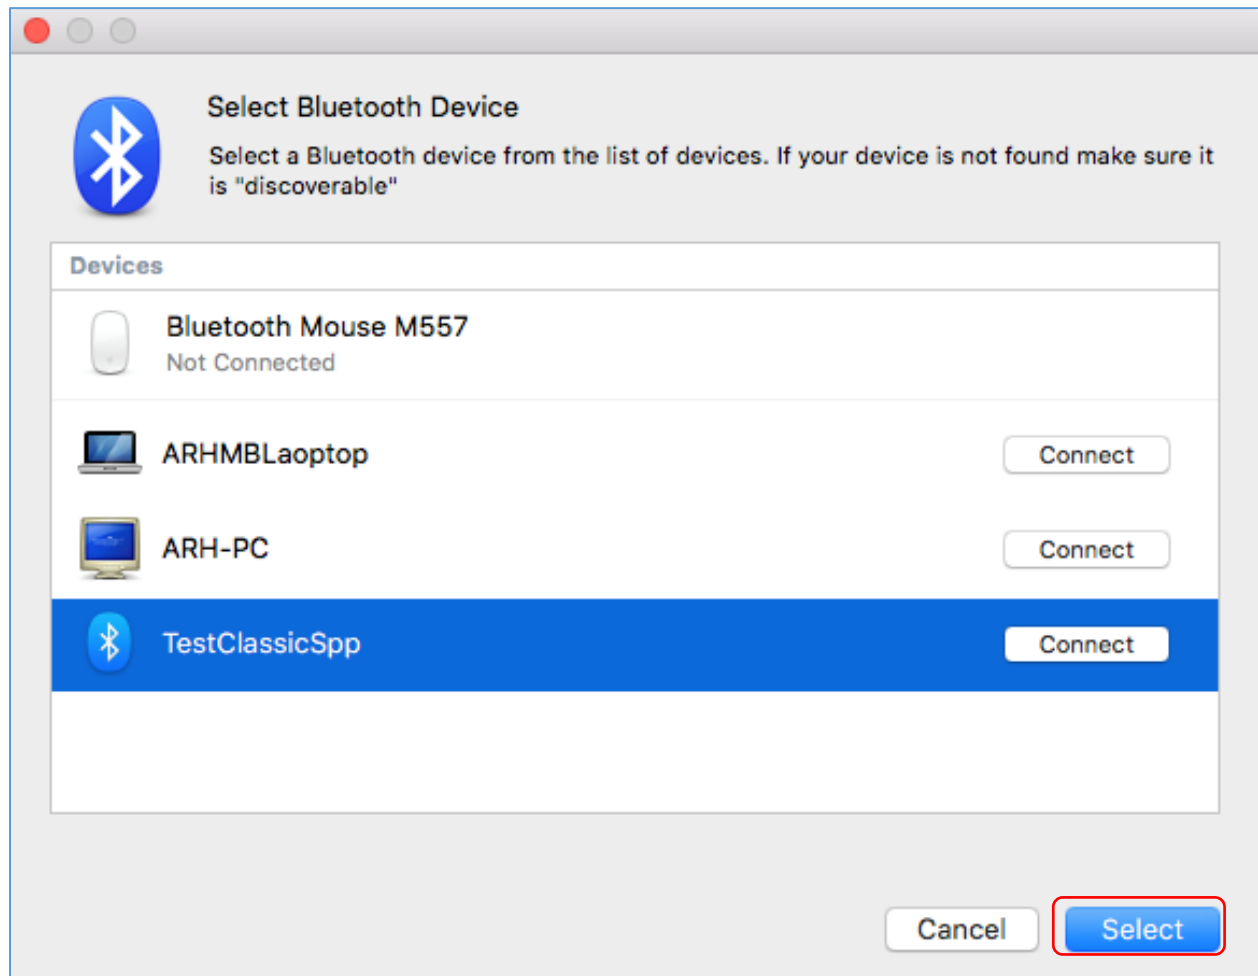 Select Bluetooth Device
Select a Bluetooth device from the list of devices. If your device is not found make sure it
is "discoverable"
Devices
Bluetooth Mouse M557
Not Connected
ARHMBLaoptop
Connect
ARH-PC
Connect
TestClassicSpp
Connect
Cancel
Select